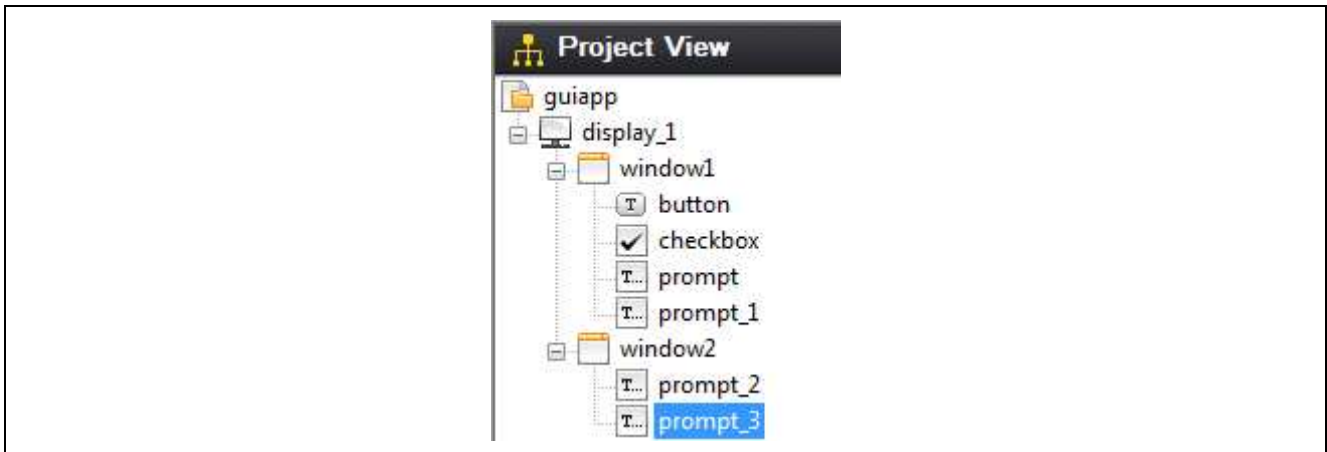 Project View
guiapp
display_1
window1
T button
checkbox
T... prompt
T... prompt_1
window2
T... prompt_2
T... prompt_3